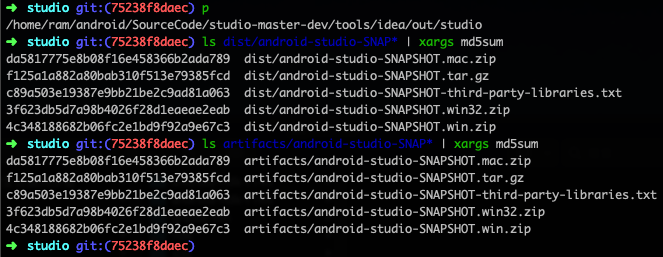 ➜ studio git:(75238f8daec) p
/home/ram/android/SourceCode/studio-master-dev/tools/idea/out/studio
➜ studio git:(75238f8daec) ls dist/android-studio-SNAP* | xargs md5sum
da5817775e8b08f16e458366b2ada789  dist/android-studio-SNAPSHOT.mac.zip
f125a1a882a80bab310f513e79385fcd  dist/android-studio-SNAPSHOT.tar.gz
c89a503e19387e9bb21be2c9ad81a063  dist/android-studio-SNAPSHOT-third-party-libraries.txt
3f623db5d7a98b4026f28d1eaeae2eab  dist/android-studio-SNAPSHOT.win32.zip
4c348188682b06fc2e1bd9f92a9e67c3  dist/android-studio-SNAPSHOT.win.zip
➜ studio git:(75238f8daec) ls artifacts/android-studio-SNAP* | xargs md5sum
da5817775e8b08f16e458366b2ada789  artifacts/android-studio-SNAPSHOT.mac.zip
f125a1a882a80bab310f513e79385fcd  artifacts/android-studio-SNAPSHOT.tar.gz
c89a503e19387e9bb21be2c9ad81a063  artifacts/android-studio-SNAPSHOT-third-party-libraries.txt
3f623db5d7a98b4026f28d1eaeae2eab  artifacts/android-studio-SNAPSHOT.win32.zip
4c348188682b06fc2e1bd9f92a9e67c3  artifacts/android-studio-SNAPSHOT.win.zip
➜ studio git:(75238f8daec)